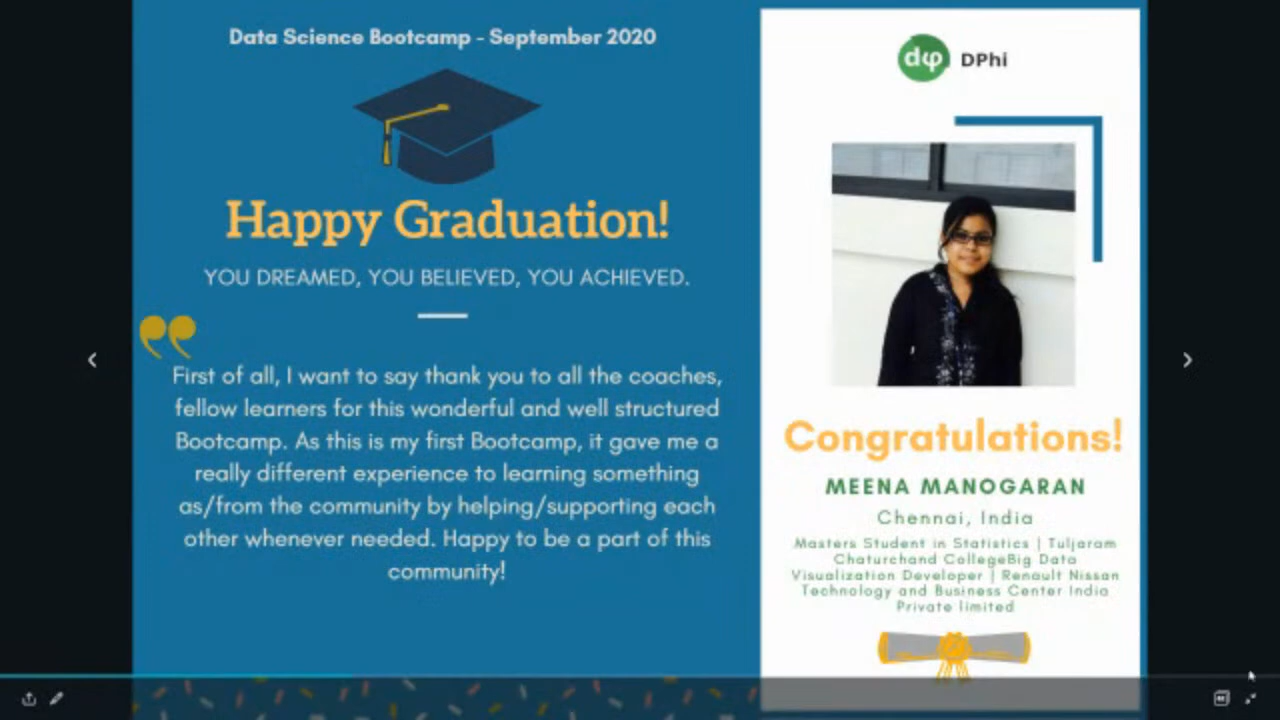 Data Science Bootcamp - September 2020
Happy Graduation!
YOU DREAMED, YOU BELIEVED, YOU ACHIEVED.
First of all, I want to say thank you to all the coaches,
fellow learners for this wonderful and well structured
Bootcamp. As this is my first Bootcamp, it gave me a
really different experience to learning something
as/from the community by helping/supporting each
other whenever needed. Happy to be a part of this
community!
dφ DPhi
Congratulations!
MEENA MANOGARAN
Chennai, India
Masters Student in Statistics | Tuljaram
Chaturchand CollegeBig Data
Visualization Developer | Renault Nissan
Technology and Business Center India
Private limited